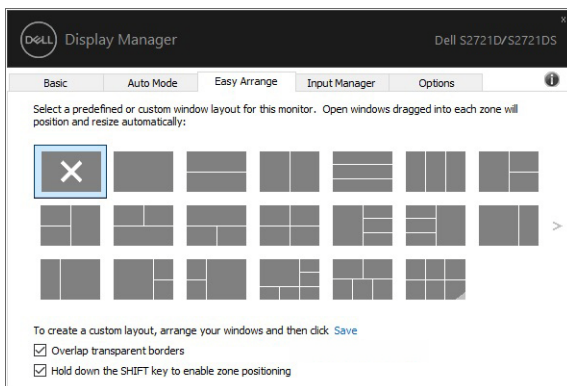 DELL Display Manager
Dell S2721D/S2721DS
x
Basic Auto Mode Easy Arrange Input Manager Options i
Select a predefined or custom window layout for this monitor. Open windows dragged into each zone will
position and resize automatically:
>
To create a custom layout, arrange your windows and then click Save
Overlap transparent borders
Hold down the SHIFT key to enable zone positioning